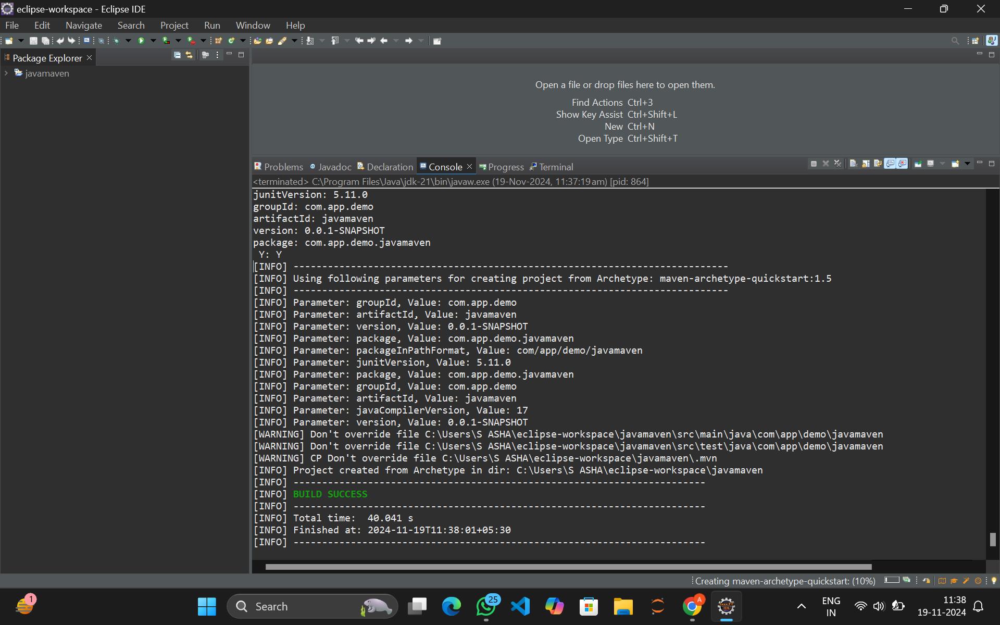 eclipse-workspace - Eclipse IDE
File Edit Navigate Search Project Run Window Help
Package Explorer
javamaven
Open a file or drop files here to open them.
Find Actions Ctrl+3
Show Key Assist Ctrl+Shift+L
New Ctrl+N
Open Type Ctrl+Shift+T
Problems Javadoc Declaration Console Progress Terminal
<terminated> C:\Program Files\Java\jdk-21\bin\javaw.exe (19-Nov-2024, 11:37:19 am) [pid: 864]
junitVersion: 5.11.0
groupId: com.app.demo
artifactId: javamaven
version: 0.0.1-SNAPSHOT
package: com.app.demo.javamaven
Y: Y
[INFO] ----------------------------------------------------------------------------
[INFO] Using following parameters for creating project from Archetype: maven-archetype-quickstart:1.5
[INFO] ----------------------------------------------------------------------------
[INFO] Parameter: groupId, Value: com.app.demo
[INFO] Parameter: artifactId, Value: javamaven
[INFO] Parameter: version, Value: 0.0.1-SNAPSHOT
[INFO] Parameter: package, Value: com.app.demo.javamaven
[INFO] Parameter: packageInPathFormat, Value: com/app/demo/javamaven
[INFO] Parameter: junitVersion, Value: 5.11.0
[INFO] Parameter: package, Value: com.app.demo.javamaven
[INFO] Parameter: groupId, Value: com.app.demo
[INFO] Parameter: artifactId, Value: javamaven
[INFO] Parameter: javaCompilerVersion, Value: 17
[INFO] Parameter: version, Value: 0.0.1-SNAPSHOT
[WARNING] Don't override file C:\Users\S ASHA\eclipse-workspace\javamaven\src\main\java\com\app\demo\javamaven
[WARNING] Don't override file C:\Users\S ASHA\eclipse-workspace\javamaven\src\test\java\com\app\demo\javamaven
[WARNING] CP Don't override file C:\Users\S ASHA\eclipse-workspace\javamaven\.mvn
[INFO] Project created from Archetype in dir: C:\Users\S ASHA\eclipse-workspace\javamaven
[INFO] ------------------------------------------------------------------------
[INFO] BUILD SUCCESS
[INFO] ------------------------------------------------------------------------
[INFO] Total time:  40.041 s
[INFO] Finished at: 2024-11-19T11:38:01+05:30
[INFO] ------------------------------------------------------------------------
Creating maven-archetype-quickstart: (10%)
1
Search
25
A
Java EE
IDE
ENG
IN
11:38
19-11-2024